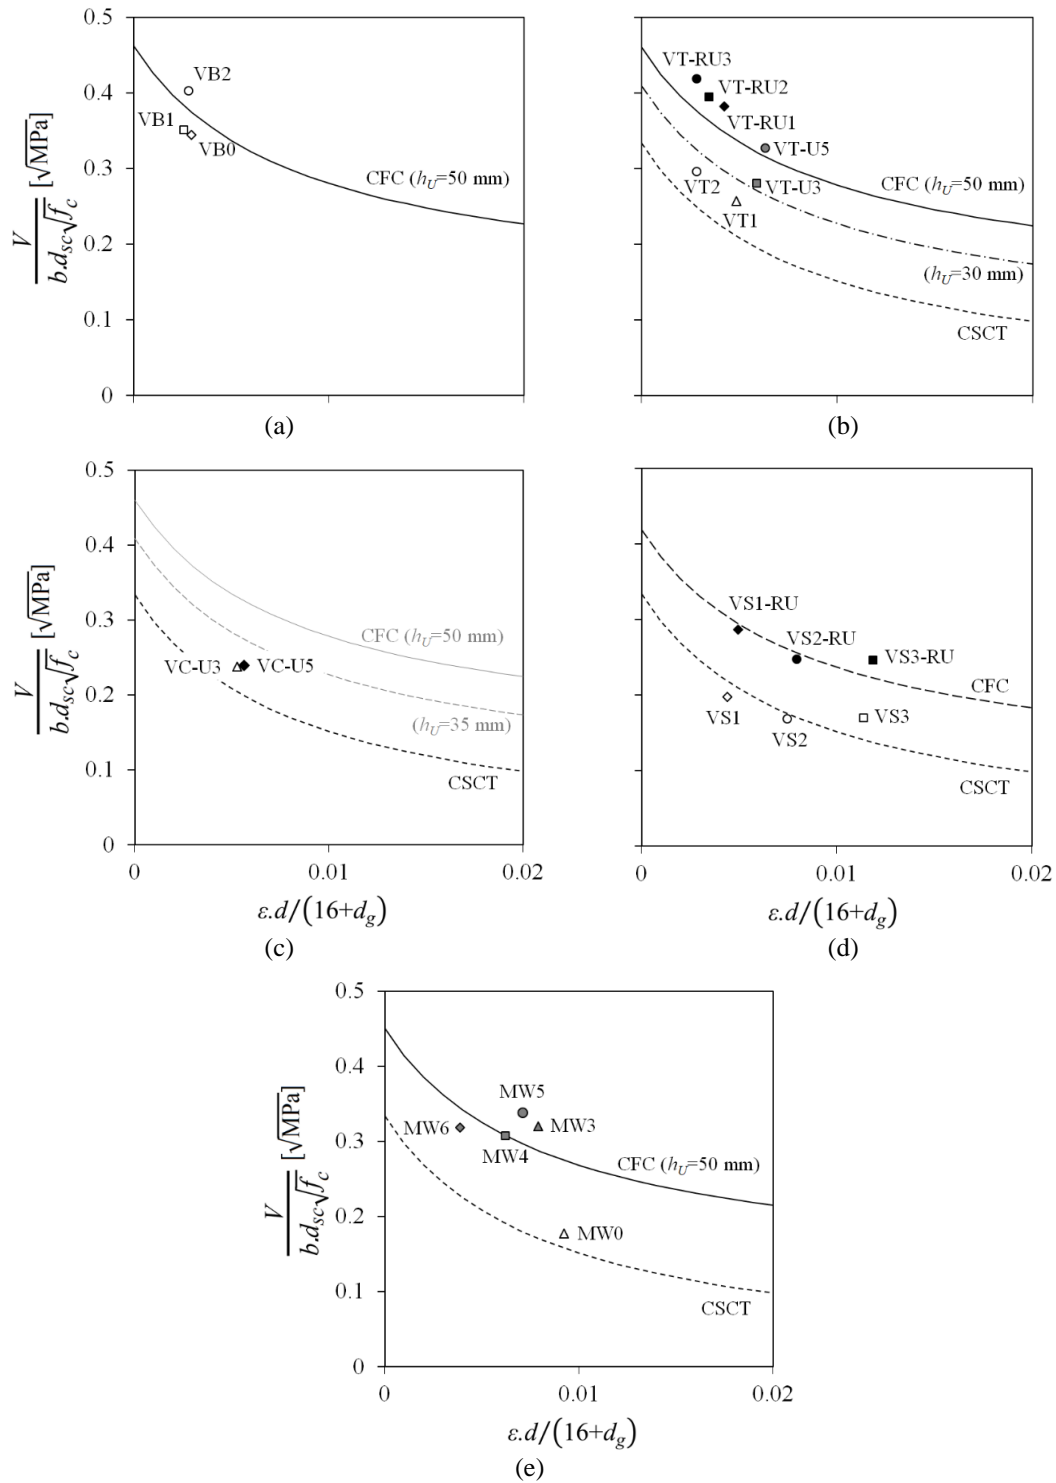 0.5
0.4
0.3
0.2
0.1
0
V
b.d_{sc}√f_c [√MPa]
VB2
VB1
VB0
CFC (h_U=50 mm)
(a)
VT-RU3
VT-RU2
VT-RU1
VT-U5
VT2
VT-U3
VT1
CFC (h_U=50 mm)
(h_U=30 mm)
CSCT
(b)
0.5
0.4
0.3
0.2
0.1
0
V
b.d_{sc}√f_c [√MPa]
CFC (h_U=50 mm)
VC-U3
VC-U5
(h_U=35 mm)
CSCT
0
0.01
0.02
ε.d/(16+d_g)
(c)
VS1-RU
VS2-RU
VS3-RU
CFC
VS1
VS2
VS3
CSCT
0
0.01
0.02
ε.d/(16+d_g)
(d)
0.5
0.4
0.3
0.2
0.1
0
V
b.d_{sc}√f_c [√MPa]
MW5
MW6
MW3
MW4
CFC (h_U=50 mm)
MW0
CSCT
0
0.01
0.02
ε.d/(16+d_g)
(e)